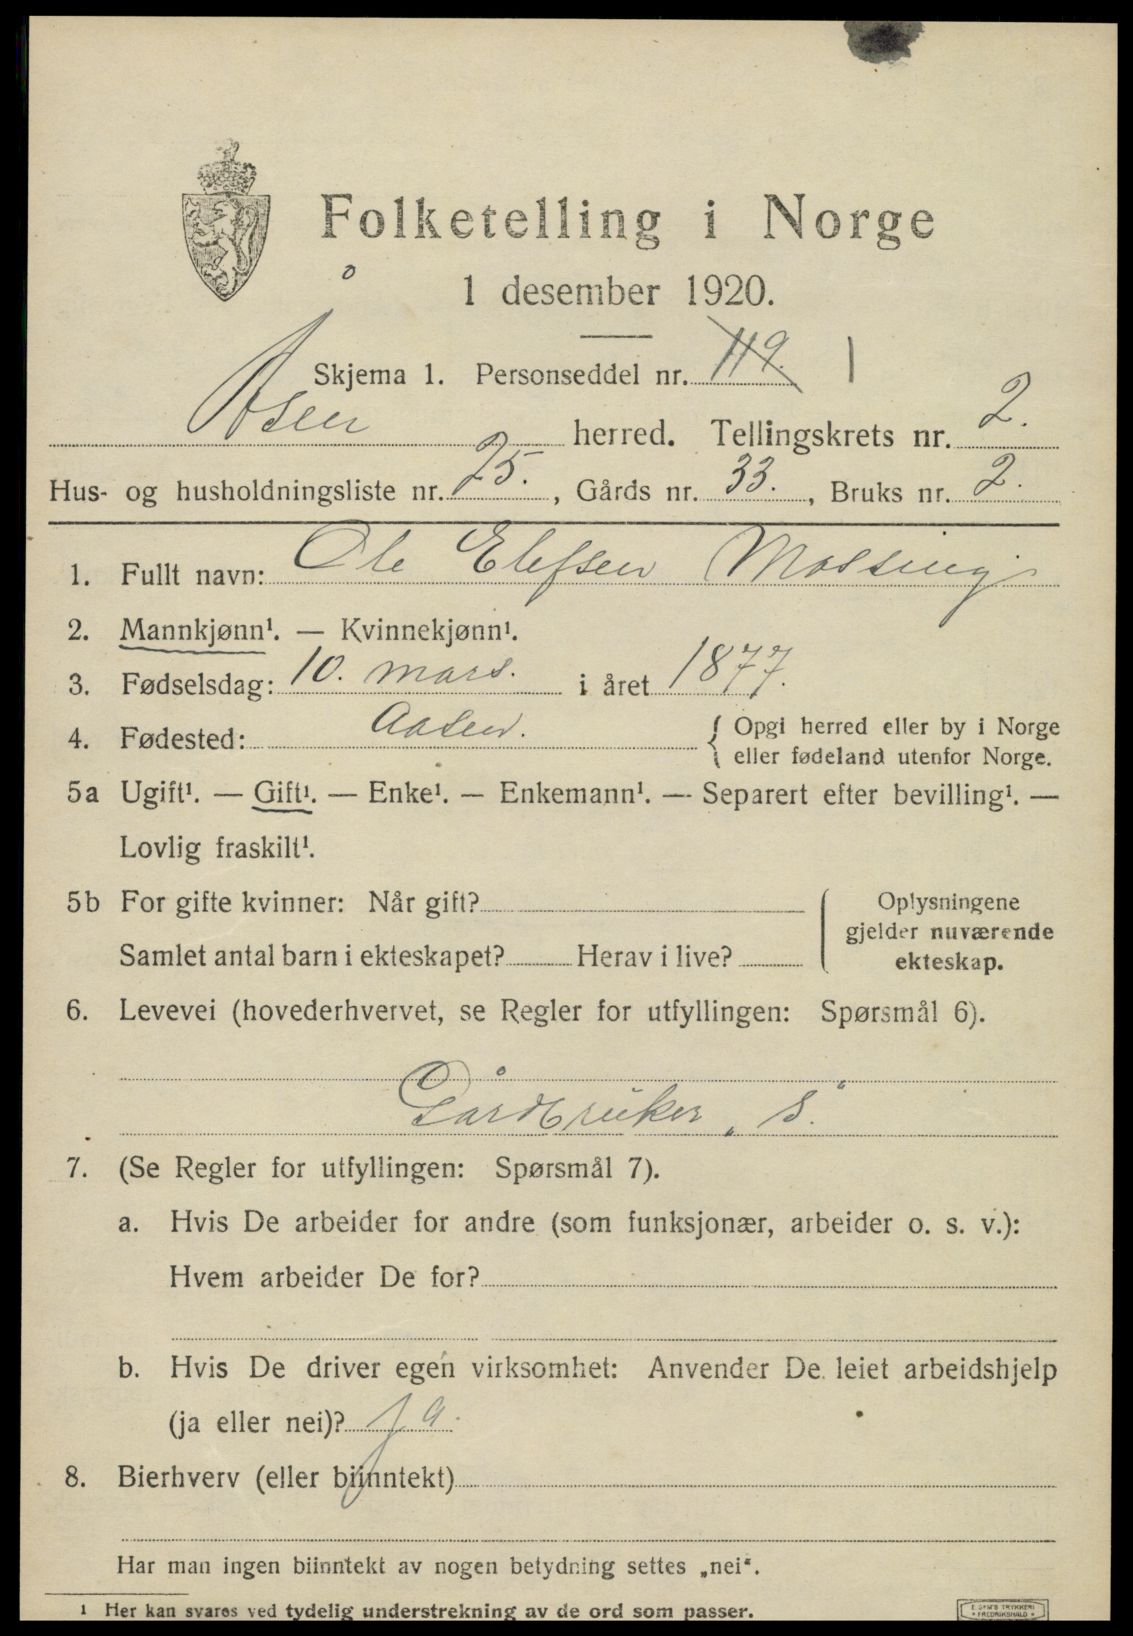 Folketelling i Norge
1 desember 1920.
Skjema 1. Personseddel nr. 119. 1
Åsen herred. Tellingskrets nr. 2.
Hus- og husholdningsliste nr. 25. , Gårds nr. 33. , Bruks nr. 2.
1. Fullt navn: Ole Elefsen Mossing
2. Mannkjønn¹. — Kvinnekjønn¹.
3. Fødselsdag: 10. mars. i året 1877.
4. Fødested: Aasen. { Opgi herred eller by i Norge
eller fødeland utenfor Norge.
5a Ugift¹. — Gift¹. — Enke¹. — Enkemann¹. — Separert efter bevilling¹. —
Lovlig fraskilt¹.
5b For gifte kvinner: Når gift?
Samlet antal barn i ekteskapet? Herav i live?
Oplysningene
gjelder nuværende
ekteskap.
6. Levevei (hovederhvervet, se Regler for utfyllingen: Spørsmål 6).
Gårdbruker „s“
7. (Se Regler for utfyllingen: Spørsmål 7).
a. Hvis De arbeider for andre (som funksjonær, arbeider o. s. v.):
Hvem arbeider De for?
b. Hvis De driver egen virksomhet: Anvender De leiet arbeidshjelp
(ja eller nei)? ja.
8. Bierhverv (eller biinntekt)
Har man ingen biinntekt av nogen betydning settes „nei“.
1 Her kan svares ved tydelig understrekning av de ord som passer.
E. SEM'S TRYKKERI
FREDRIKSHALD